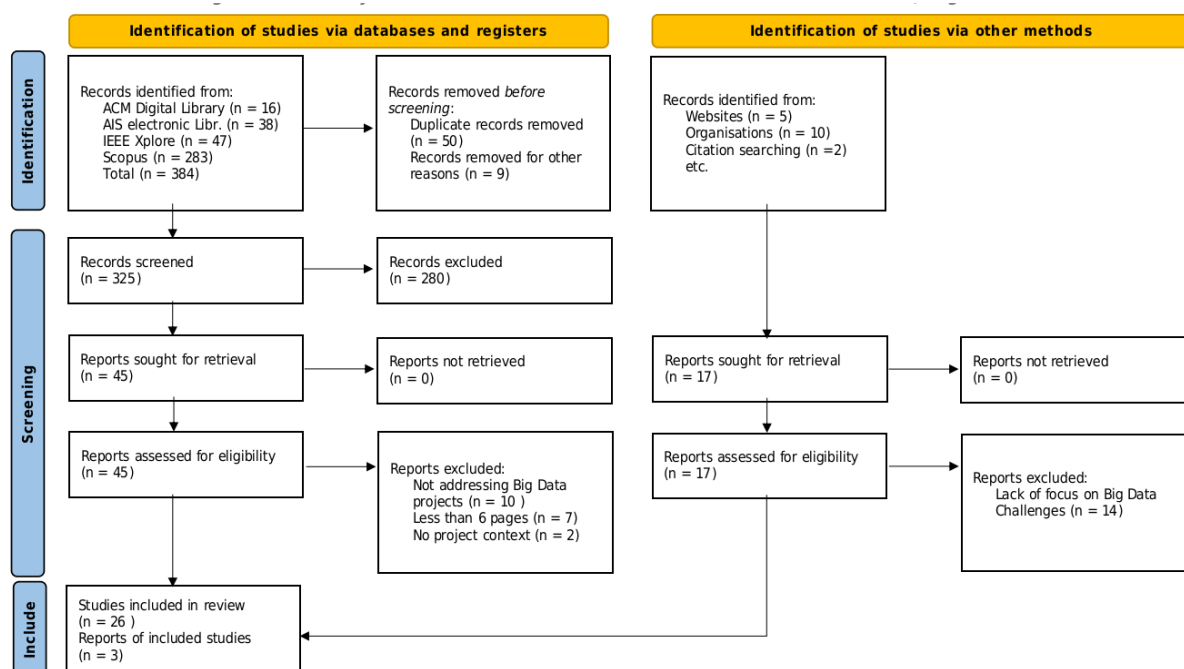 Identification of studies via databases and registers
Identification of studies via other methods
Identification
Records identified from:
ACM Digital Library (n = 16)
AIS electronic Libr. (n = 38)
IEEE Xplore (n = 47)
Scopus (n = 283)
Total (n = 384)
Records removed before
screening:
Duplicate records removed
(n = 50)
Records removed for other
reasons (n = 9)
Records identified from:
Websites (n = 5)
Organisations (n = 10)
Citation searching (n =2)
etc.
Screening
Records screened
(n = 325)
Records excluded
(n = 280)
Reports sought for retrieval
(n = 45)
Reports not retrieved
(n = 0)
Reports sought for retrieval
(n = 17)
Reports not retrieved
(n = 0)
Reports assessed for eligibility
(n = 45)
Reports excluded:
Not addressing Big Data
projects (n = 10 )
Less than 6 pages (n = 7)
No project context (n = 2)
Reports assessed for eligibility
(n = 17)
Reports excluded:
Lack of focus on Big Data
Challenges (n = 14)
Include
Studies included in review
(n = 26 )
Reports of included studies
(n = 3)